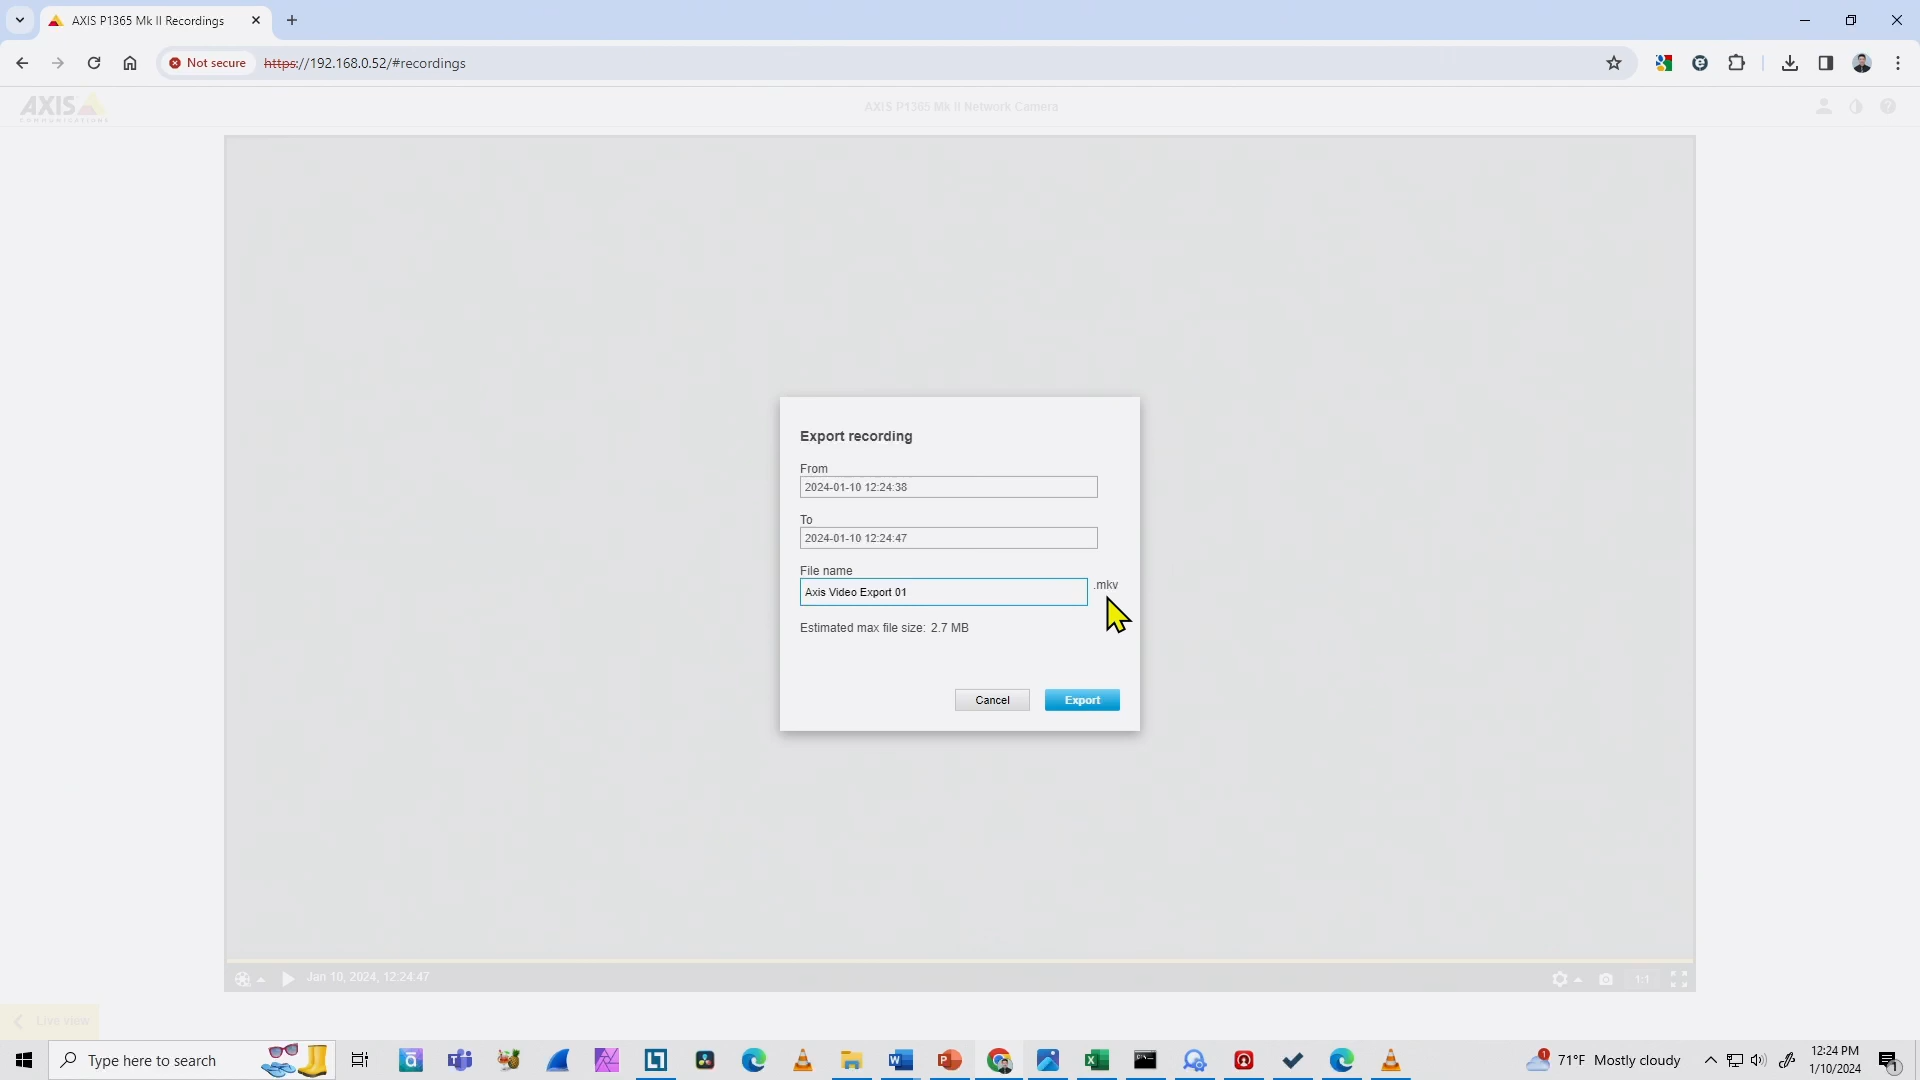 AXIS P1365 Mk II Recordings
Not secure
https://192.168.0.52/#recordings
AXIS
COMMUNICATIONS
AXIS P1365 Mk II Network Camera
Export recording
From
2024-01-10 12:24:38
To
2024-01-10 12:24:47
File name
Axis Video Export 01
.mkv
Estimated max file size: 2.7 MB
Cancel
Export
Jan 10, 2024, 12:24:47
1:1
Live view
Type here to search
71°F Mostly cloudy
12:24 PM
1/10/2024